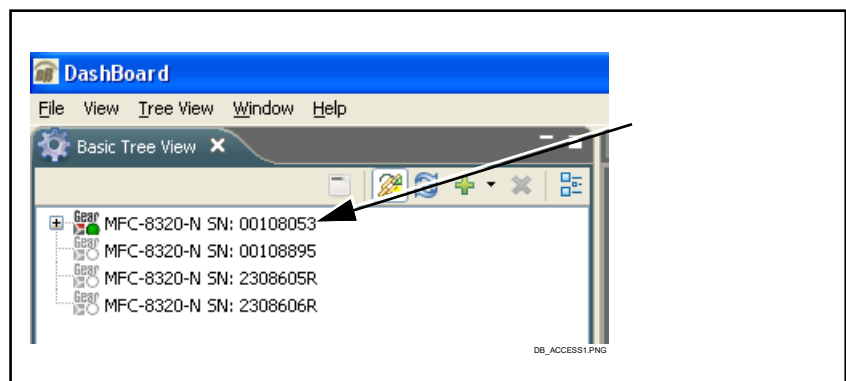 DashBoard
File View Tree View Window Help
Basic Tree View
Gear MFC-8320-N SN: 00108053
Gear MFC-8320-N SN: 00108895
Gear MFC-8320-N SN: 2308605R
Gear MFC-8320-N SN: 2308606R
DB_ACCESS1.PNG